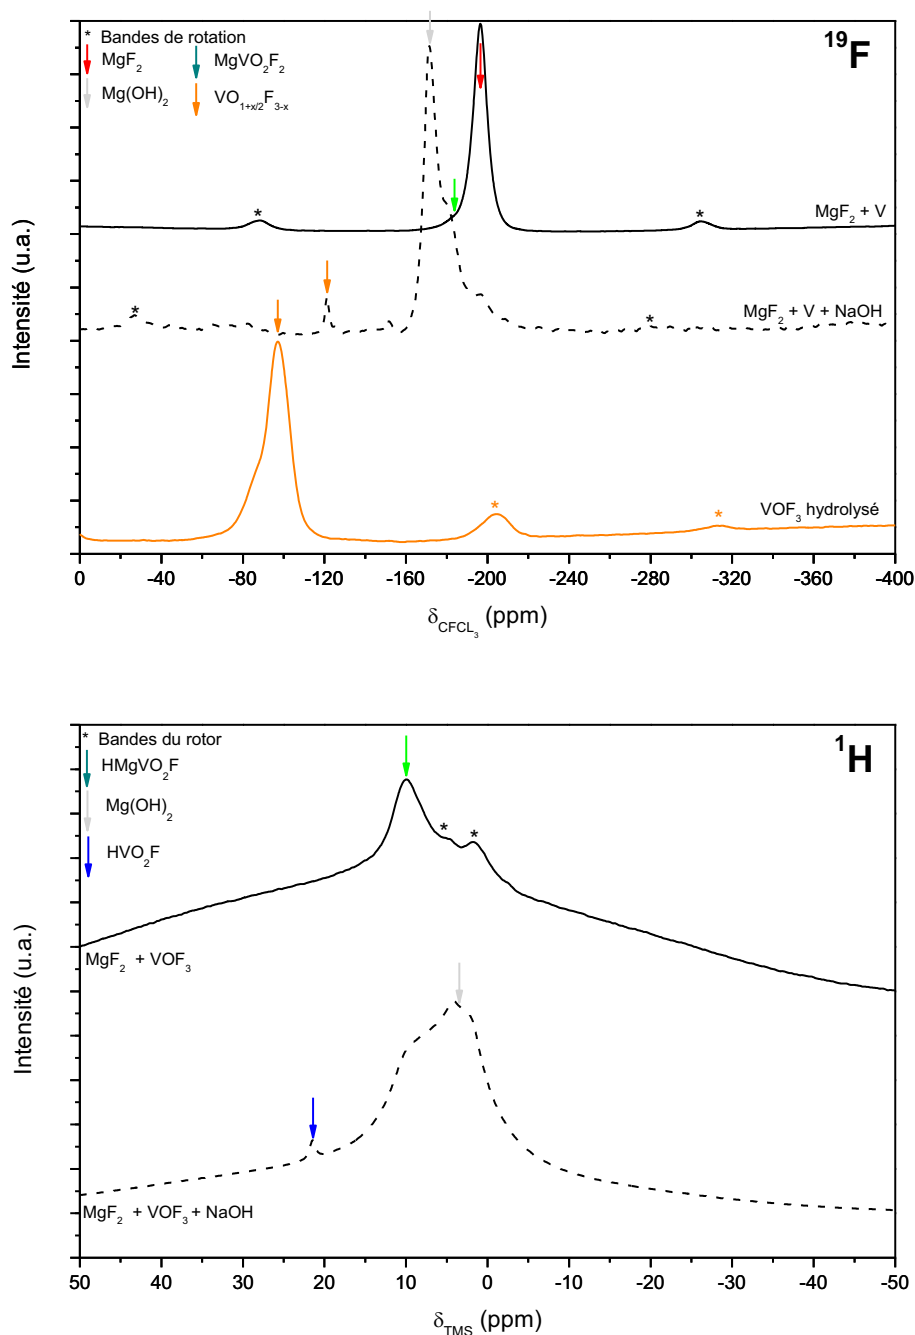 * Bandes de rotation
MgF₂
MgVO₂F₂
Mg(OH)₂
VO₁₊ₓ/₂F₃₋ₓ
¹⁹F
*
*
MgF₂ + V
*
*
MgF₂ + V + NaOH
*
*
VOF₃ hydrolysé
Intensité (u.a.)
0 -40 -80 -120 -160 -200 -240 -280 -320 -360 -400
δCFCL₃ (ppm)
* Bandes du rotor
HMgVO₂F
Mg(OH)₂
HVO₂F
¹H
*
*
MgF₂ + VOF₃
MgF₂ + VOF₃ + NaOH
Intensité (u.a.)
50 40 30 20 10 0 -10 -20 -30 -40 -50
δTMS (ppm)